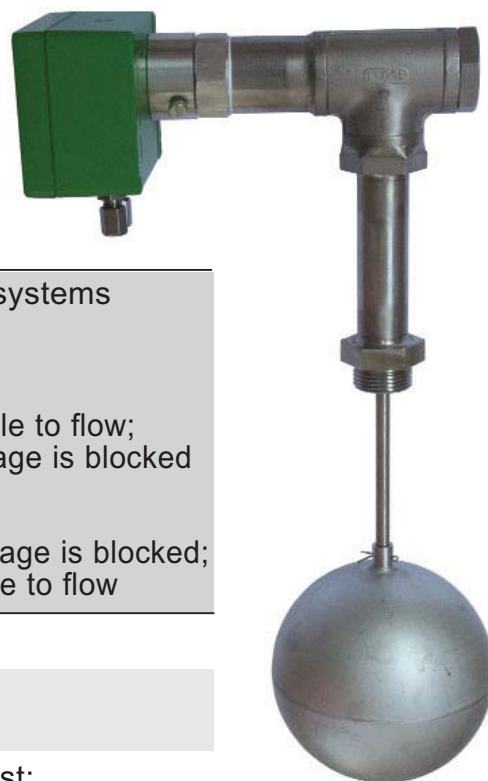 systems
le to flow;
age is blocked
age is blocked;
e to flow
st: